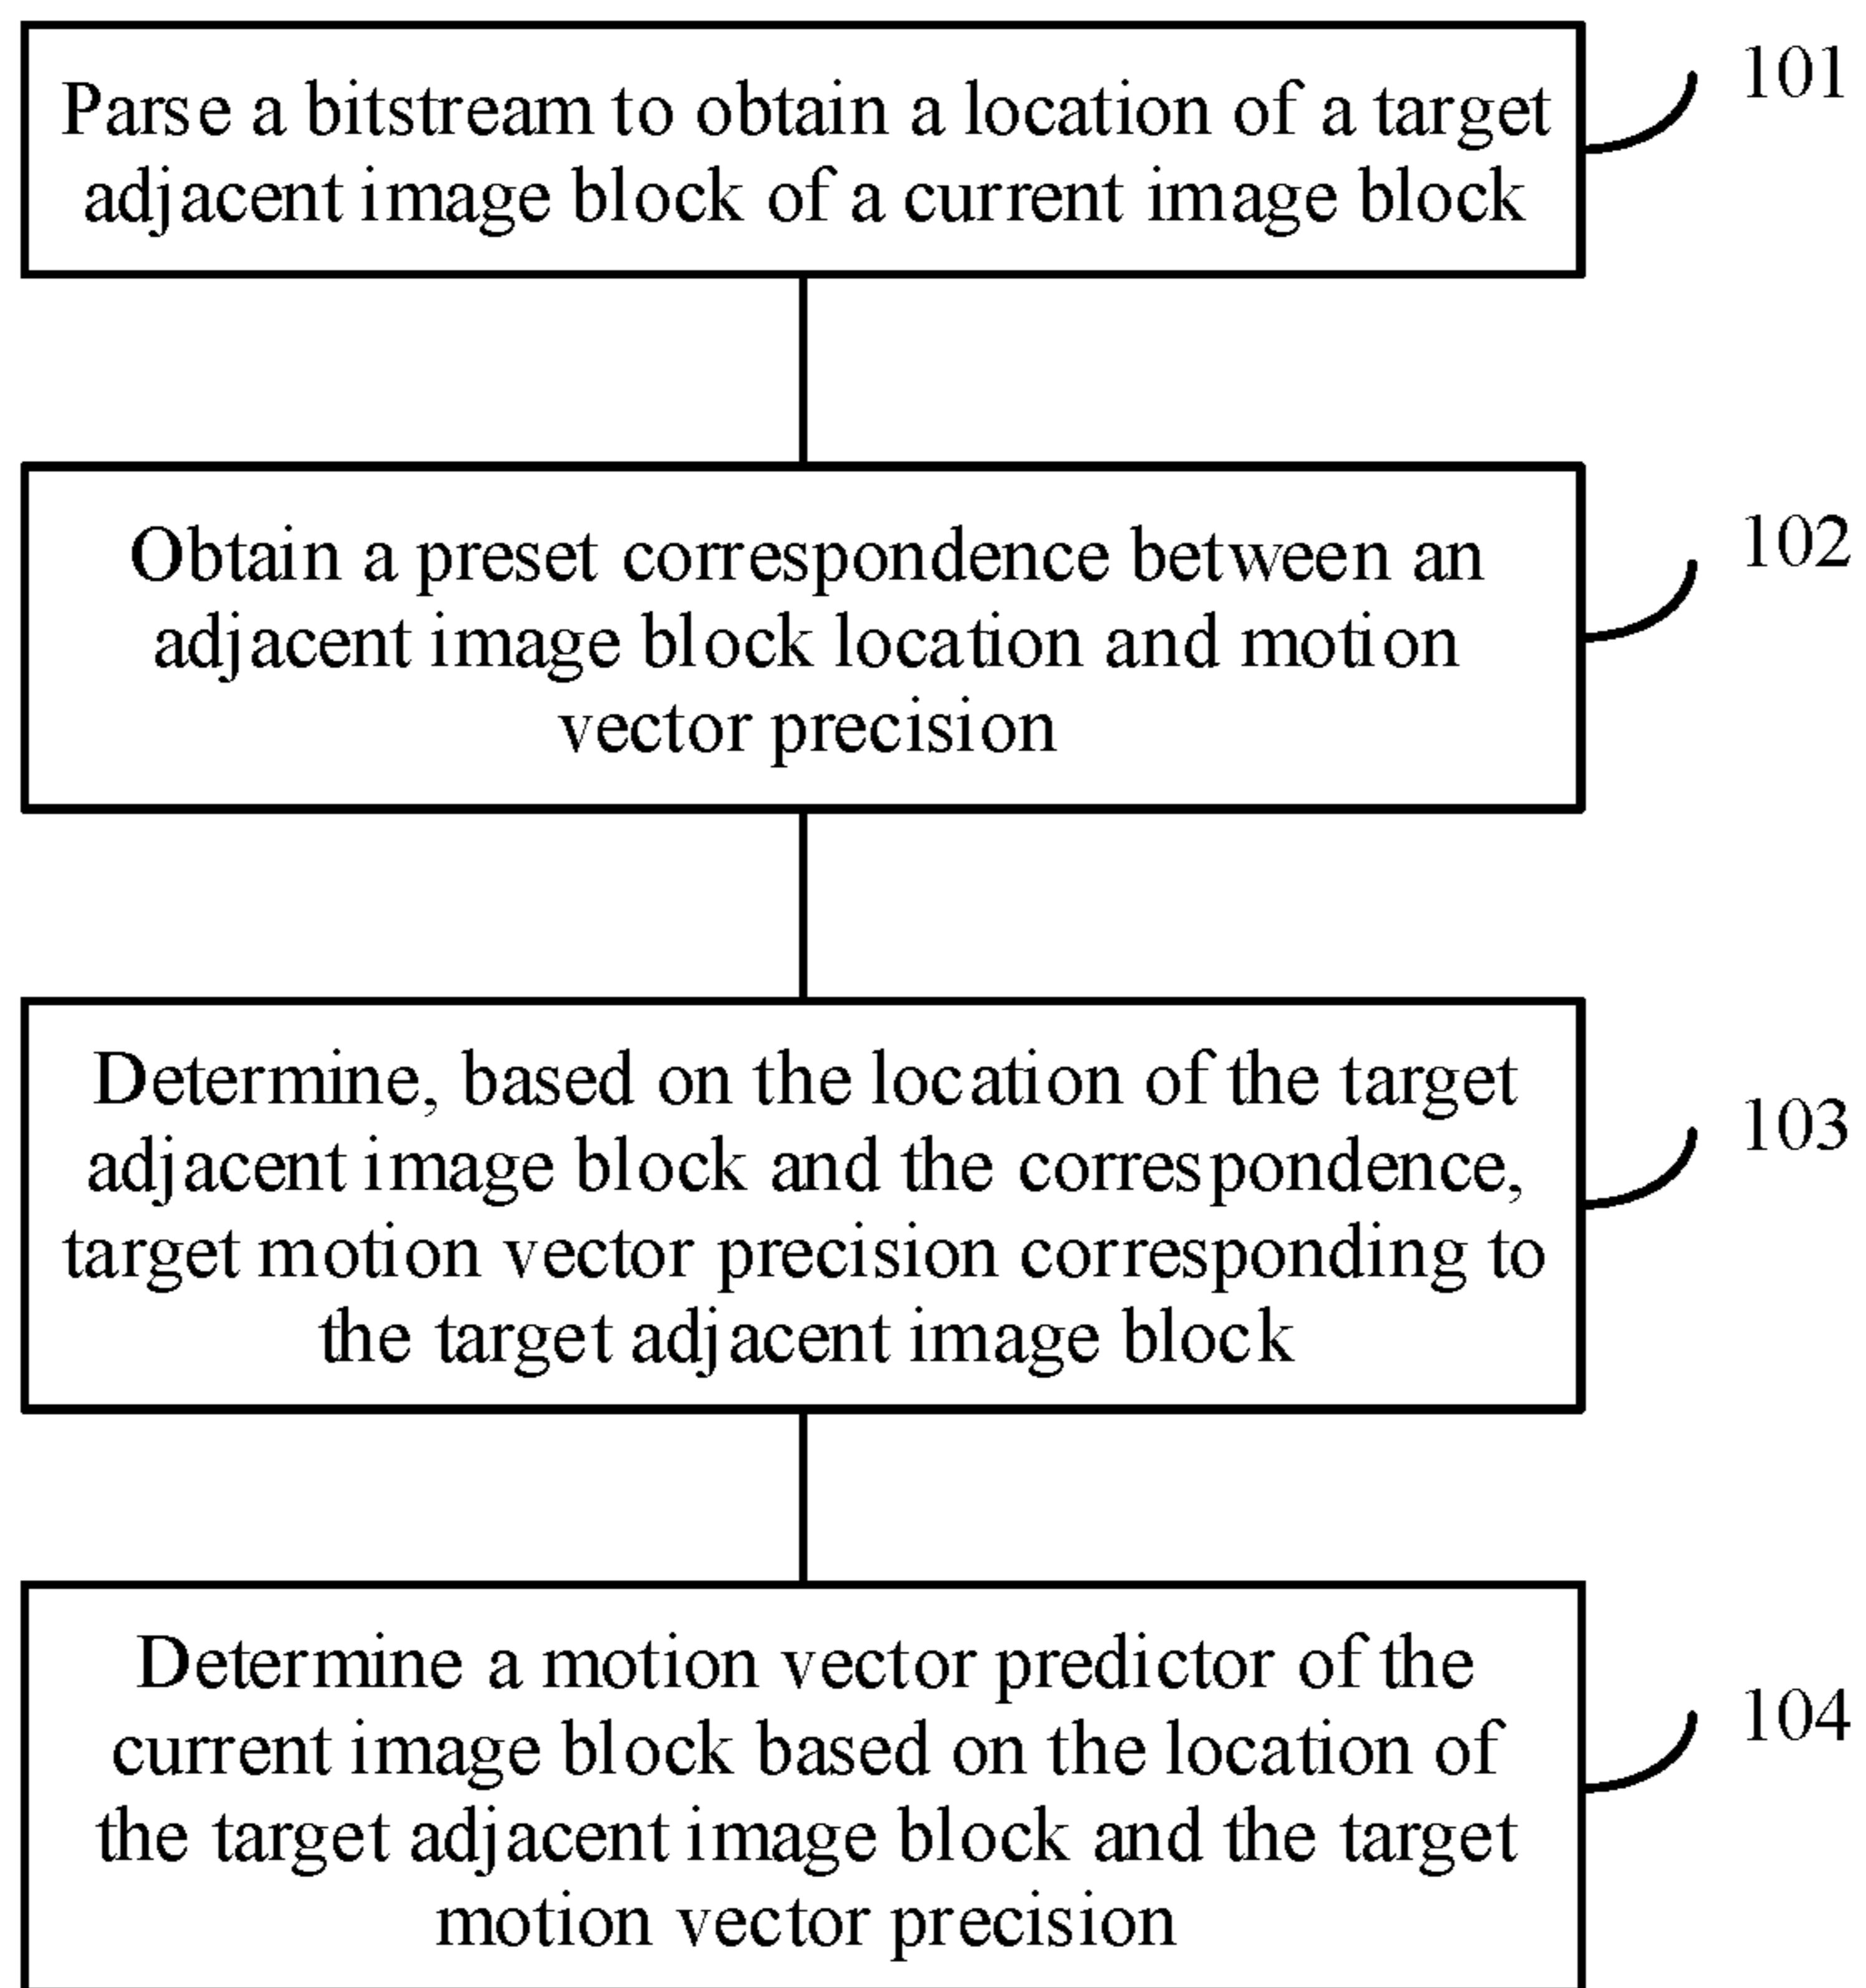 Parse a bitstream to obtain a location of a target
adjacent image block of a current image block
101
Obtain a preset correspondence between an
adjacent image block location and motion
vector precision
102
Determine, based on the location of the target
adjacent image block and the correspondence,
target motion vector precision corresponding to
the target adjacent image block
103
Determine a motion vector predictor of the
current image block based on the location of
the target adjacent image block and the target
motion vector precision
104